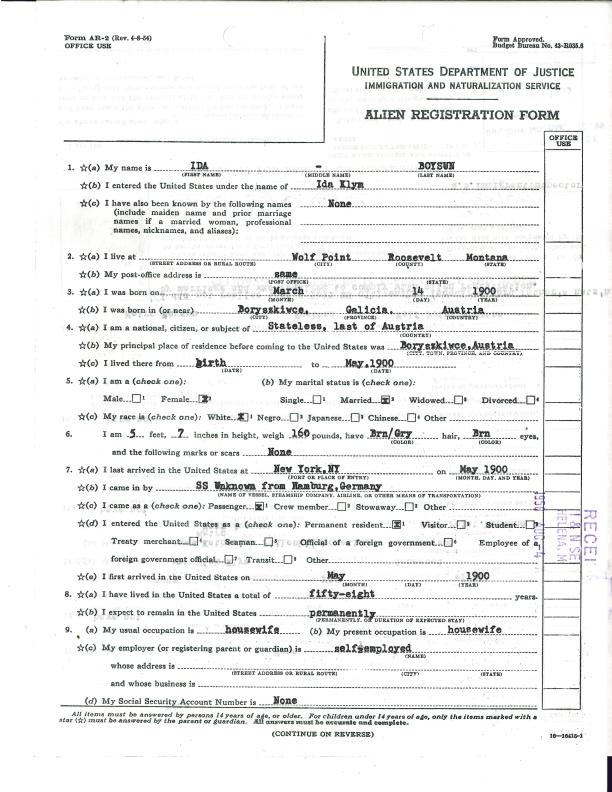 Form AR-2 (Rev. 4-8-54)
OFFICE USE
Form Approved.
Budget Bureau No. 43-R035.6
UNITED STATES DEPARTMENT OF JUSTICE
IMMIGRATION AND NATURALIZATION SERVICE
ALIEN REGISTRATION FORM
OFFICE USE
1. ☆(a) My name is IDA - BOYSUN
(FIRST NAME) (MIDDLE NAME) (LAST NAME)
☆(b) I entered the United States under the name of Ida Klym
☆(c) I have also been known by the following names None
(include maiden name and prior marriage
names if a married woman, professional
names, nicknames, and aliases):
2. ☆(a) I live at Wolf Point Roosevelt Montana
(STREET ADDRESS OR RURAL ROUTE) (CITY) (COUNTY) (STATE)
☆(b) My post-office address is same
(POST OFFICE) (STATE)
3. ☆(a) I was born on March 14 1900
(MONTH) (DAY) (YEAR)
☆(b) I was born in (or near) Boryszkiwce, Galicia, Austria
(CITY) (PROVINCE) (COUNTRY)
4. ☆(a) I am a national, citizen, or subject of Stateless, last of Austria
(COUNTRY)
☆(b) My principal place of residence before coming to the United States was Boryszkiwce,Austria
(CITY, TOWN, PROVINCE, AND COUNTRY)
☆(c) I lived there from birth to May,1900
(DATE) (DATE)
5. ☆(a) I am a (check one): (b) My marital status is (check one):
Male ☐1 Female ☒2 Single ☐1 Married ☒2 Widowed ☐3 Divorced ☐4
☆(c) My race is (check one): White ☒1 Negro ☐2 Japanese ☐3 Chinese ☐4 Other
6. I am 5 feet, 7 inches in height, weigh 160 pounds, have Brn/Gry hair, Brn eyes,
(COLOR) (COLOR)
and the following marks or scars None
7. ☆(a) I last arrived in the United States at New York,NY on May 1900
(PORT OR PLACE OF ENTRY) (MONTH, DAY, AND YEAR)
☆(b) I came in by SS Unknown from Hamburg,Germany
(NAME OF VESSEL, STEAMSHIP COMPANY, AIRLINE, OR OTHER MEANS OF TRANSPORTATION)
☆(c) I came as a (check one): Passenger ☒1 Crew member ☐2 Stowaway ☐3 Other
☆(d) I entered the United States as a (check one): Permanent resident ☒1 Visitor ☐2 Student ☐3
Treaty merchant ☐4 Seaman ☐5 Official of a foreign government ☐6 Employee of a
foreign government official ☐7 Transit ☐8 Other
☆(e) I first arrived in the United States on May 1900
(MONTH) (DAY) (YEAR)
8. ☆(a) I have lived in the United States a total of fifty-eight years.
☆(b) I expect to remain in the United States permanently
(PERMANENTLY, OR DURATION OF EXPECTED STAY)
9. (a) My usual occupation is housewife (b) My present occupation is housewife
☆(c) My employer (or registering parent or guardian) is self-employed
(NAME)
whose address is
(STREET ADDRESS OR RURAL ROUTE) (CITY) (STATE)
and whose business is
(d) My Social Security Account Number is None
All items must be answered by persons 14 years of age, or older. For children under 14 years of age, only the items marked with a
star (☆) must be answered by the parent or guardian. All answers must be accurate and complete.
(CONTINUE ON REVERSE)
16—16415-1
RECEI
HELENA, M